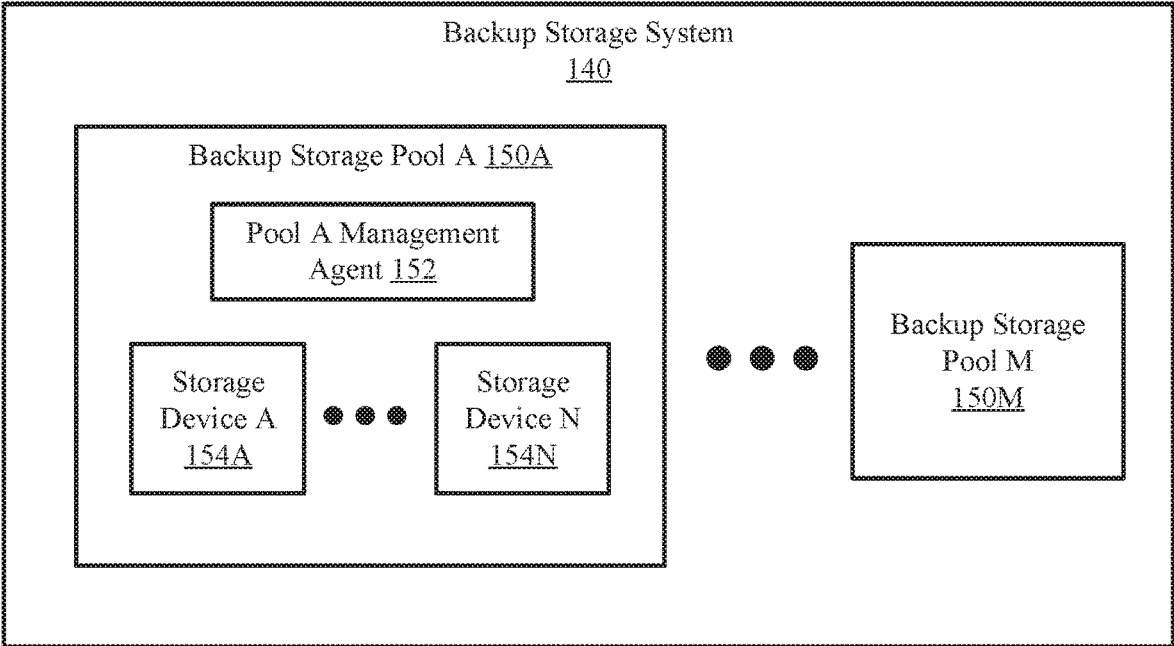 Backup Storage System
140
Backup Storage Pool A 150A
Pool A Management
Agent 152
Storage
Device A
154A
Storage
Device N
154N
Backup Storage
Pool M
150M